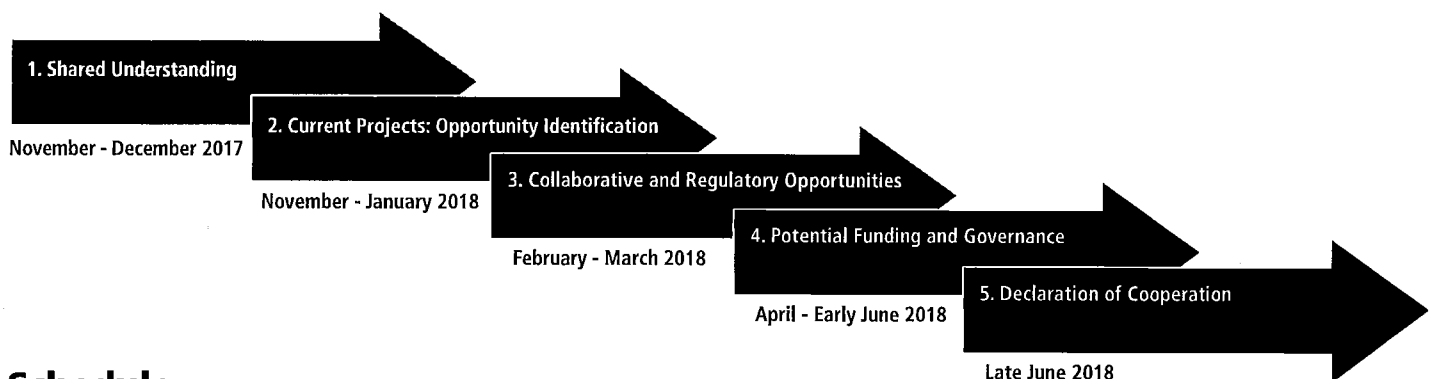 1. Shared Understanding
November - December 2017
2. Current Projects: Opportunity Identification
November - January 2018
3. Collaborative and Regulatory Opportunities
February - March 2018
4. Potential Funding and Governance
April - Early June 2018
5. Declaration of Cooperation
Late June 2018